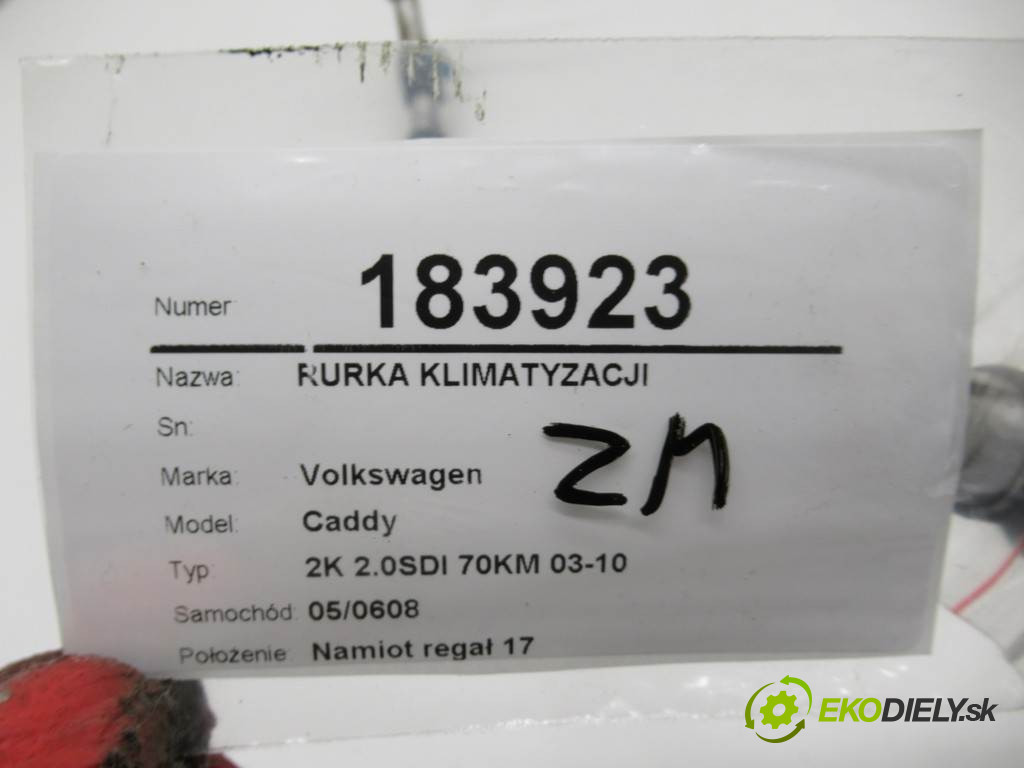 Numer: 183923
Nazwa: RURKA KLIMATYZACJI
Sn:
Marka: Volkswagen
ZM
Model: Caddy
Typ 2K 2.0SDI 70KM 03-10
Samochód: 05/0608
Położenie: Namiot regał 17
EKODIELY.sk